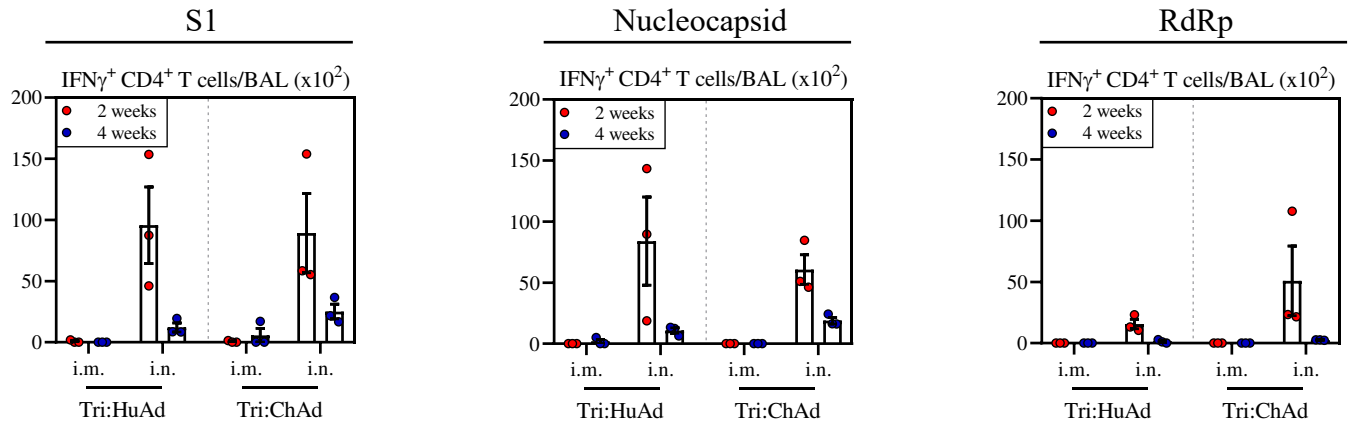 S1
IFNγ⁺ CD4⁺ T cells/BAL (x10²)
200
150
100
50
0
2 weeks
4 weeks
i.m. i.n. i.m. i.n.
Tri:HuAd Tri:ChAd
Nucleocapsid
IFNγ⁺ CD4⁺ T cells/BAL (x10²)
200
150
100
50
0
2 weeks
4 weeks
i.m. i.n. i.m. i.n.
Tri:HuAd Tri:ChAd
RdRp
IFNγ⁺ CD4⁺ T cells/BAL (x10²)
200
150
100
50
0
2 weeks
4 weeks
i.m. i.n. i.m. i.n.
Tri:HuAd Tri:ChAd